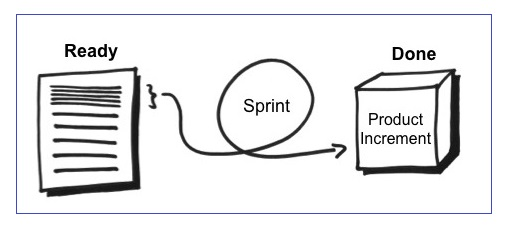 Ready
Done
Sprint
Product
Increment